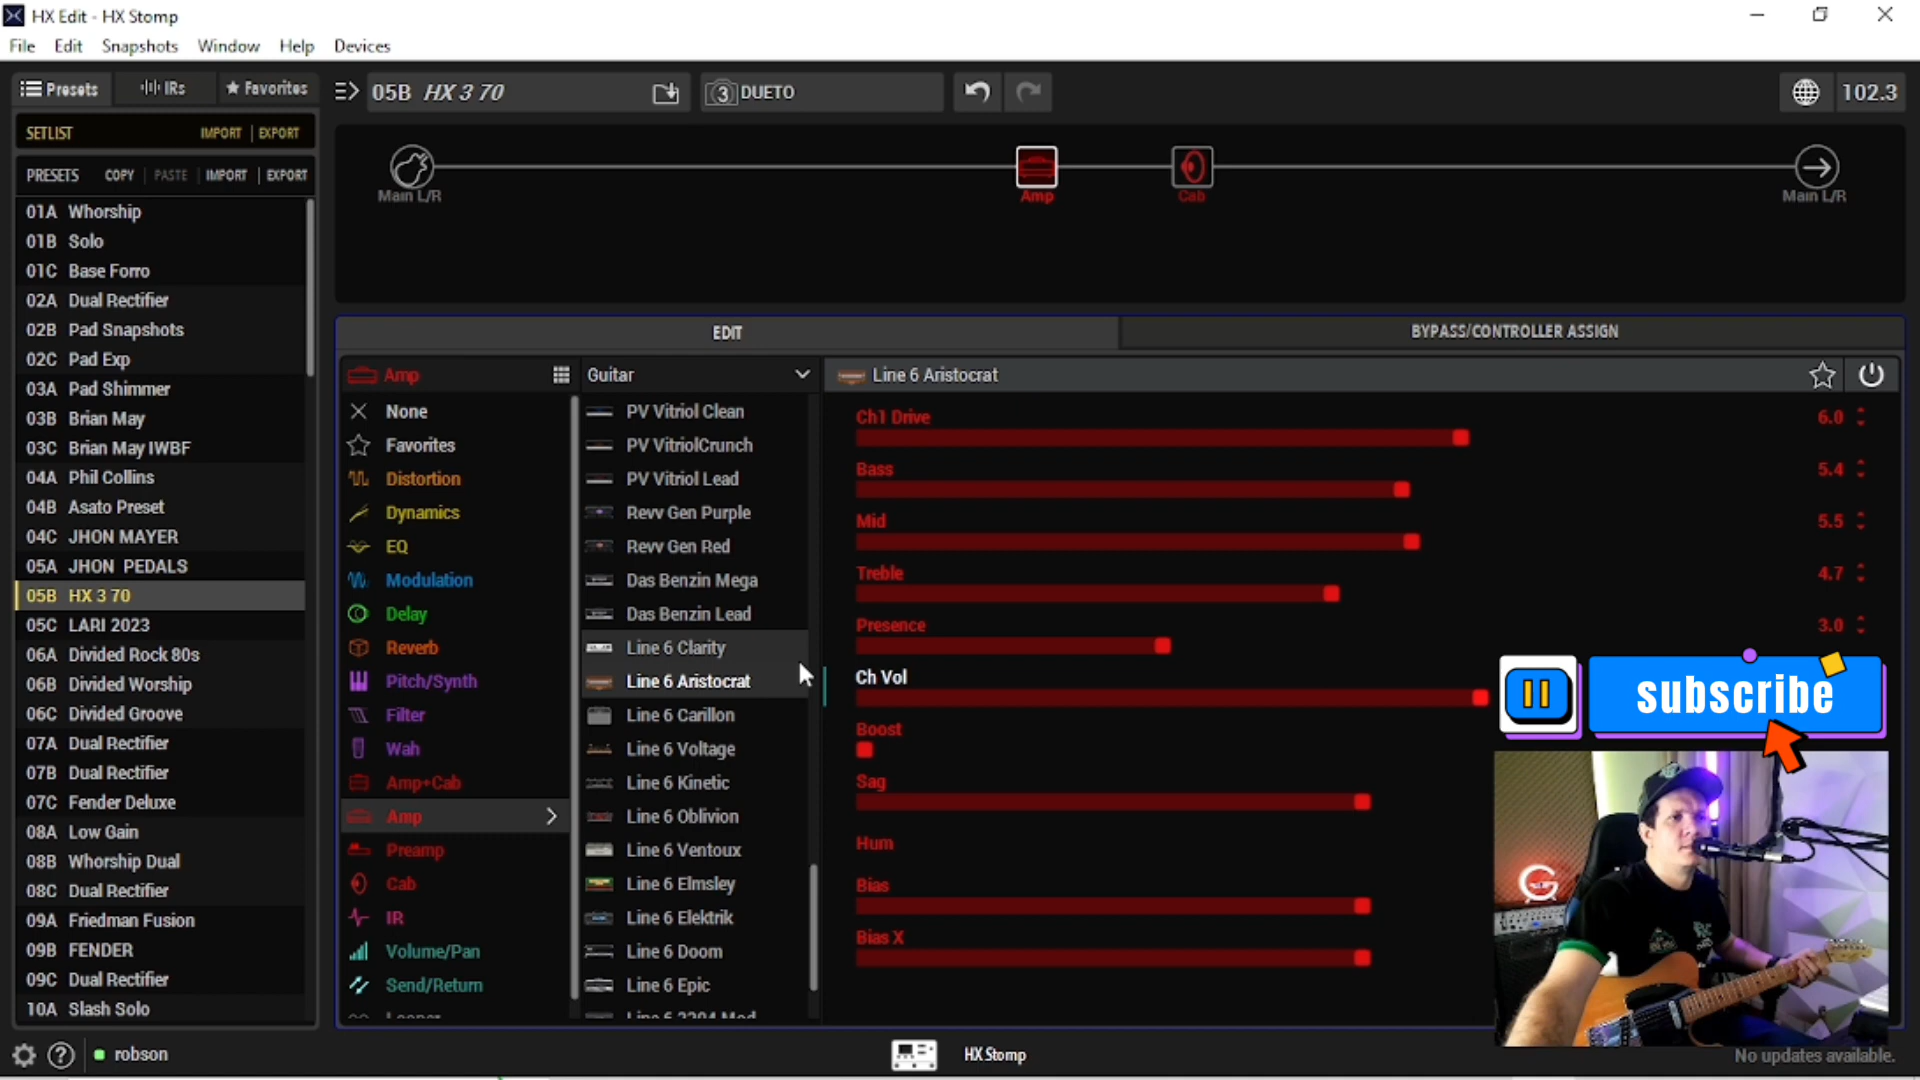 HX Edit - HX Stomp
File Edit Snapshots Window Help Devices
Presets IRs Favorites
05B HX 3 70
3 DUETO
102.3
SETLIST IMPORT EXPORT
PRESETS COPY PASTE IMPORT EXPORT
Main L/R
Amp
Cab
Main L/R
01A Whorship
01B Solo
01C Base Forro
02A Dual Rectifier
02B Pad Snapshots
02C Pad Exp
03A Pad Shimmer
03B Brian May
03C Brian May IWBF
04A Phil Collins
04B Asato Preset
04C JHON MAYER
05A JHON PEDALS
05B HX 3 70
05C LARI 2023
06A Divided Rock 80s
06B Divided Worship
06C Divided Groove
07A Dual Rectifier
07B Dual Rectifier
07C Fender Deluxe
08A Low Gain
08B Whorship Dual
08C Dual Rectifier
09A Friedman Fusion
09B FENDER
09C Dual Rectifier
10A Slash Solo
EDIT
BYPASS/CONTROLLER ASSIGN
Amp
None
Favorites
Distortion
Dynamics
EQ
Modulation
Delay
Reverb
Pitch/Synth
Filter
Wah
Amp+Cab
Amp
Preamp
Cab
IR
Volume/Pan
Send/Return
Looper
Guitar
PV Vitriol Clean
PV VitriolCrunch
PV Vitriol Lead
Revv Gen Purple
Revv Gen Red
Das Benzin Mega
Das Benzin Lead
Line 6 Clarity
Line 6 Aristocrat
Line 6 Carillon
Line 6 Voltage
Line 6 Kinetic
Line 6 Oblivion
Line 6 Ventoux
Line 6 Elmsley
Line 6 Elektrik
Line 6 Doom
Line 6 Epic
Line 6 2204 Mod
Line 6 Aristocrat
Ch1 Drive 6.0
Bass 5.4
Mid 5.5
Treble 4.7
Presence 3.0
Ch Vol
Boost
Sag
Hum
Bias
Bias X
subscribe
G
robson
HX Stomp
No updates available.